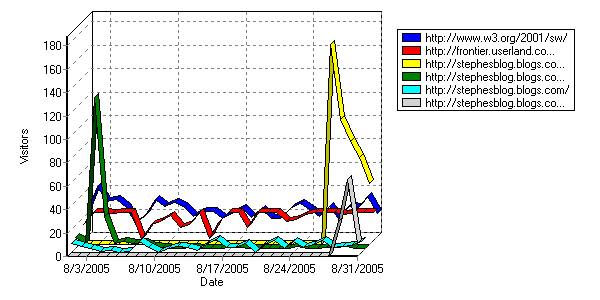 180
160
140
120
100
80
60
40
20
0
Visitors
8/3/2005 8/10/2005 8/17/2005 8/24/2005 8/31/2005
Date
http://www.w3.org/2001/sw/
http://frontier.userland.co...
http://stephesblog.blogs.co...
http://stephesblog.blogs.co...
http://stephesblog.blogs.com/
http://stephesblog.blogs.co...